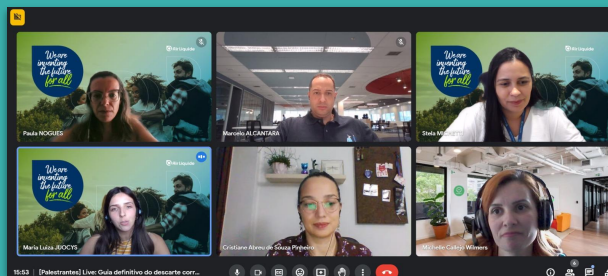 We are
inventing
the future
for all
Air Liquide
Paula NOGUES
Marcelo ALCANTARA
We are
inventing
the future
for all
Air Liquide
Stela
We are
inventing
the future
for all
Air Liquide
Maria Luiza
Cristiane Abreu de Souza Pinheiro
Michelle Calleya Wilmers
15:53 | [Palestrantes] Live: Guia definitivo do descarte corr...
6